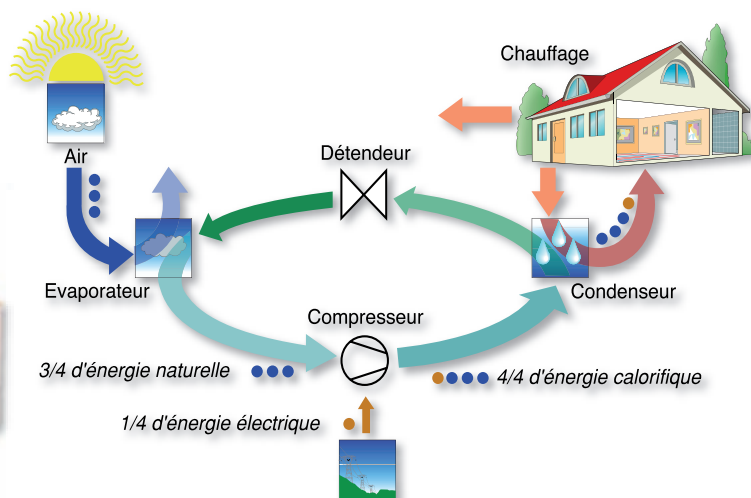 Chauffage
Air
Détendeur
Evaporateur
Condenseur
Compresseur
3/4 d'énergie naturelle
4/4 d'énergie calorifique
1/4 d'énergie électrique